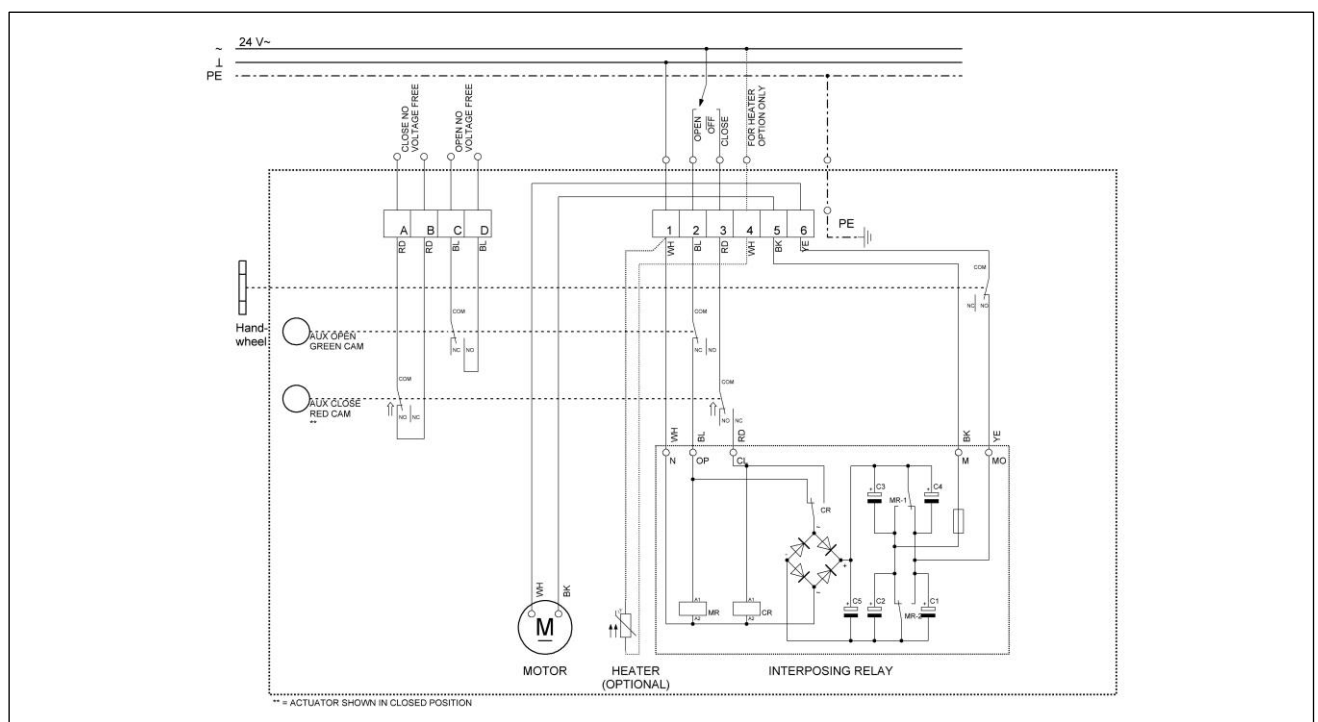 24 V~
~
⊥
PE
CLOSE NO
VOLTAGE FREE
OPEN NO
VOLTAGE FREE
OPEN
OFF
CLOSE
FOR HEATER
OPTION ONLY
A B C D
RD RD BL BL
1 2 3 4 5 6
WH BL RD WH BK YE
PE
COM
NC NO
Hand-
wheel
COM
NC NO
AUX OPEN
GREEN CAM
COM
NC NO
COM
NO NC
AUX CLOSE
RED CAM
**
COM
NO NC
WH BL RD BK YE
N OP CL M MO
C3 C4
MR-1
CR
~
- +
~
A1 MR A2
A1 CR A2
C5 C2 C1
MR-2
WH BK
M
MOTOR
HEATER
(OPTIONAL)
INTERPOSING RELAY
** = ACTUATOR SHOWN IN CLOSED POSITION